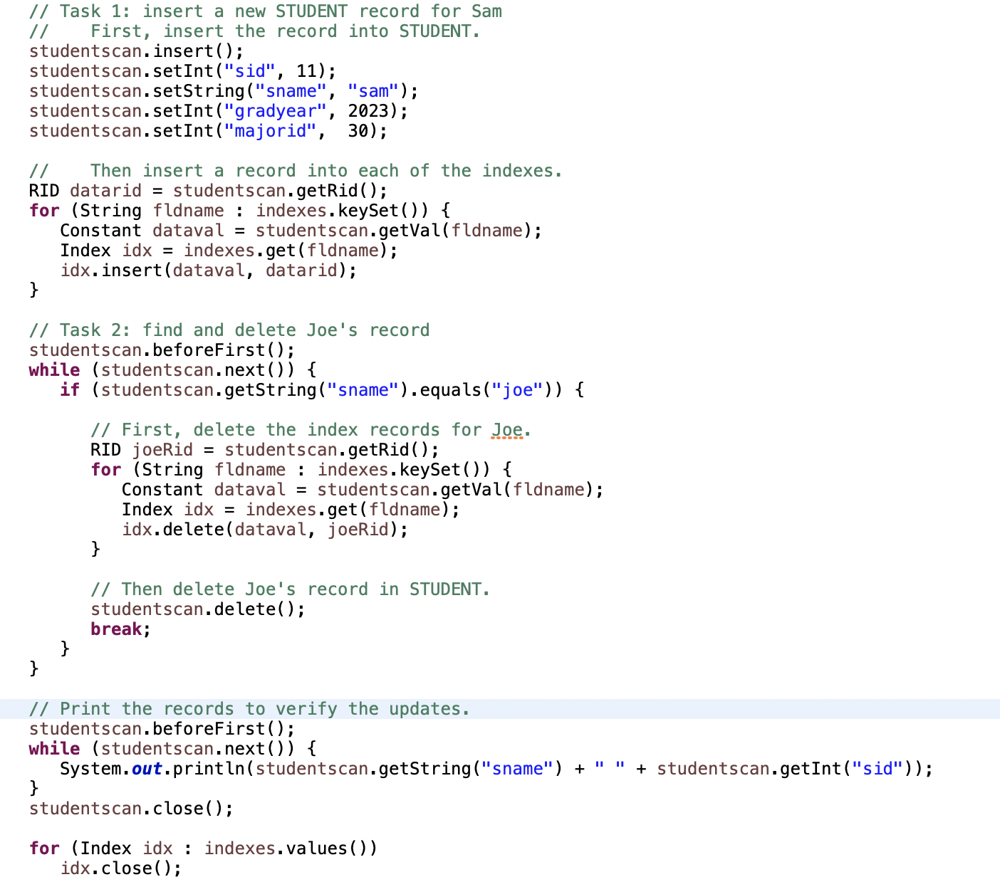 // Task 1: insert a new STUDENT record for Sam
//    First, insert the record into STUDENT.
studentscan.insert();
studentscan.setInt("sid", 11);
studentscan.setString("sname", "sam");
studentscan.setInt("gradyear", 2023);
studentscan.setInt("majorid",  30);

//    Then insert a record into each of the indexes.
RID datarid = studentscan.getRid();
for (String fldname : indexes.keySet()) {
   Constant dataval = studentscan.getVal(fldname);
   Index idx = indexes.get(fldname);
   idx.insert(dataval, datarid);
}

// Task 2: find and delete Joe's record
studentscan.beforeFirst();
while (studentscan.next()) {
   if (studentscan.getString("sname").equals("joe")) {

      // First, delete the index records for Joe.
      RID joeRid = studentscan.getRid();
      for (String fldname : indexes.keySet()) {
         Constant dataval = studentscan.getVal(fldname);
         Index idx = indexes.get(fldname);
         idx.delete(dataval, joeRid);
      }

      // Then delete Joe's record in STUDENT.
      studentscan.delete();
      break;
   }
}

// Print the records to verify the updates.
studentscan.beforeFirst();
while (studentscan.next()) {
   System.out.println(studentscan.getString("sname") + " " + studentscan.getInt("sid"));
}
studentscan.close();

for (Index idx : indexes.values())
   idx.close();